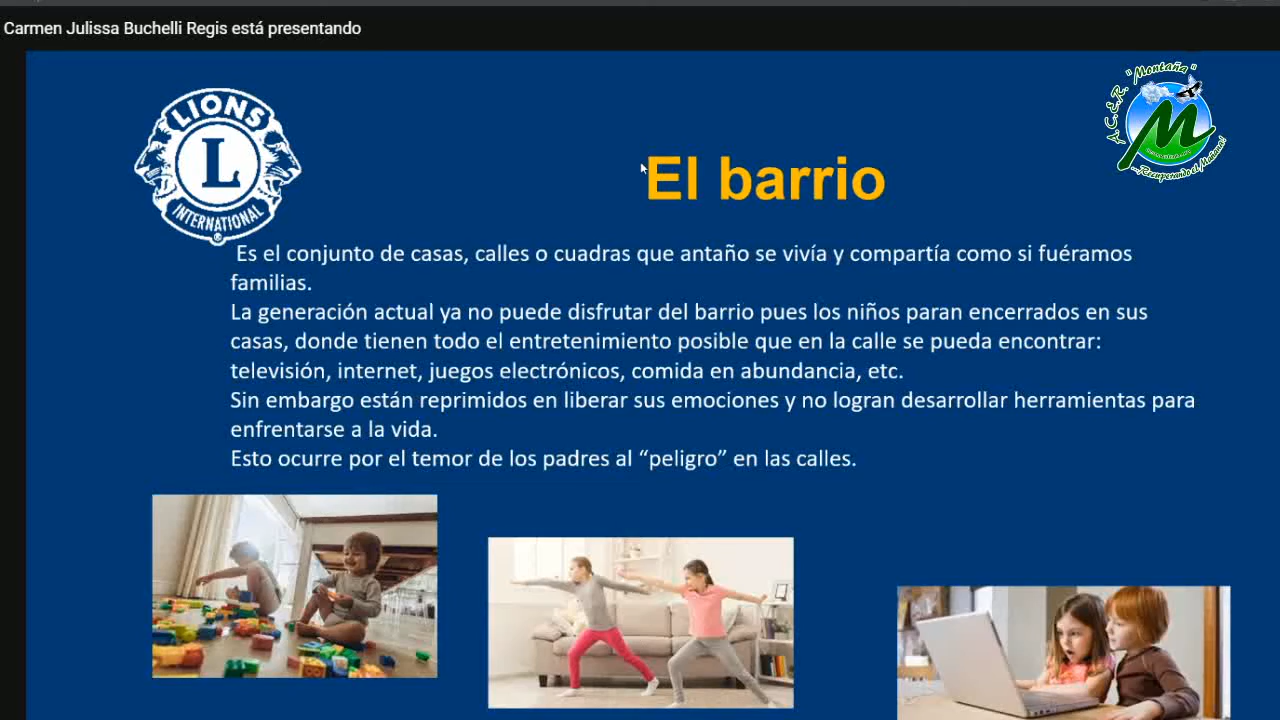 Carmen Julissa Buchelli Regis está presentando
LIONS
L
INTERNATIONAL
®
A.C.E.R. "Montaña"
M
El barrio
Es el conjunto de casas, calles o cuadras que antaño se vivía y compartía como si fuéramos
familias.
La generación actual ya no puede disfrutar del barrio pues los niños paran encerrados en sus
casas, donde tienen todo el entretenimiento posible que en la calle se pueda encontrar:
televisión, internet, juegos electrónicos, comida en abundancia, etc.
Sin embargo están reprimidos en liberar sus emociones y no logran desarrollar herramientas para
enfrentarse a la vida.
Esto ocurre por el temor de los padres al “peligro” en las calles.